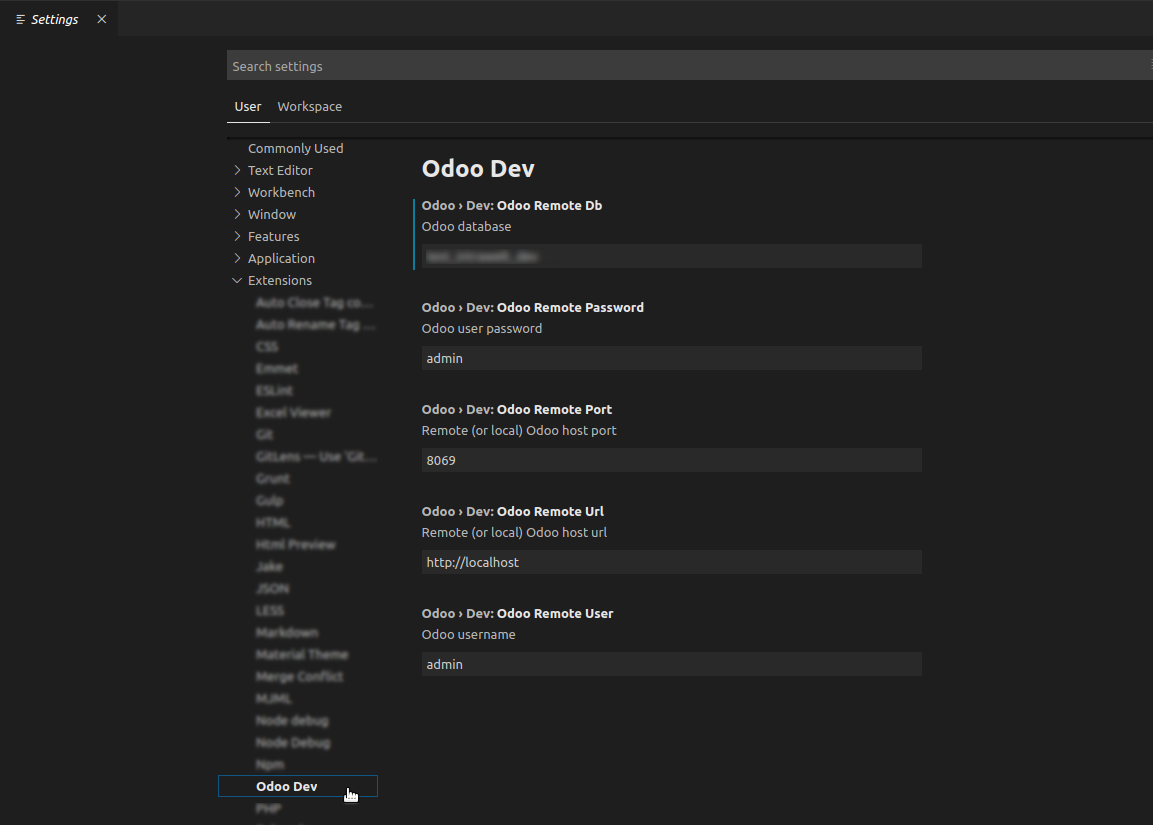 Settings
Search settings
User Workspace
Commonly Used
Text Editor
Workbench
Window
Features
Application
Extensions
Auto Close Tag co...
Auto Rename Tag ...
CSS
Emmet
ESLint
Excel Viewer
Git
GitLens — Use 'Git...
Grunt
Gulp
HTML
Html Preview
Jake
JSON
LESS
Markdown
Material Theme
Merge Conflict
MJML
Node debug
Node Debug
Npm
Odoo Dev
PHP
Odoo Dev
Odoo › Dev: Odoo Remote Db
Odoo database
Odoo › Dev: Odoo Remote Password
Odoo user password
admin
Odoo › Dev: Odoo Remote Port
Remote (or local) Odoo host port
8069
Odoo › Dev: Odoo Remote Url
Remote (or local) Odoo host url
http://localhost
Odoo › Dev: Odoo Remote User
Odoo username
admin